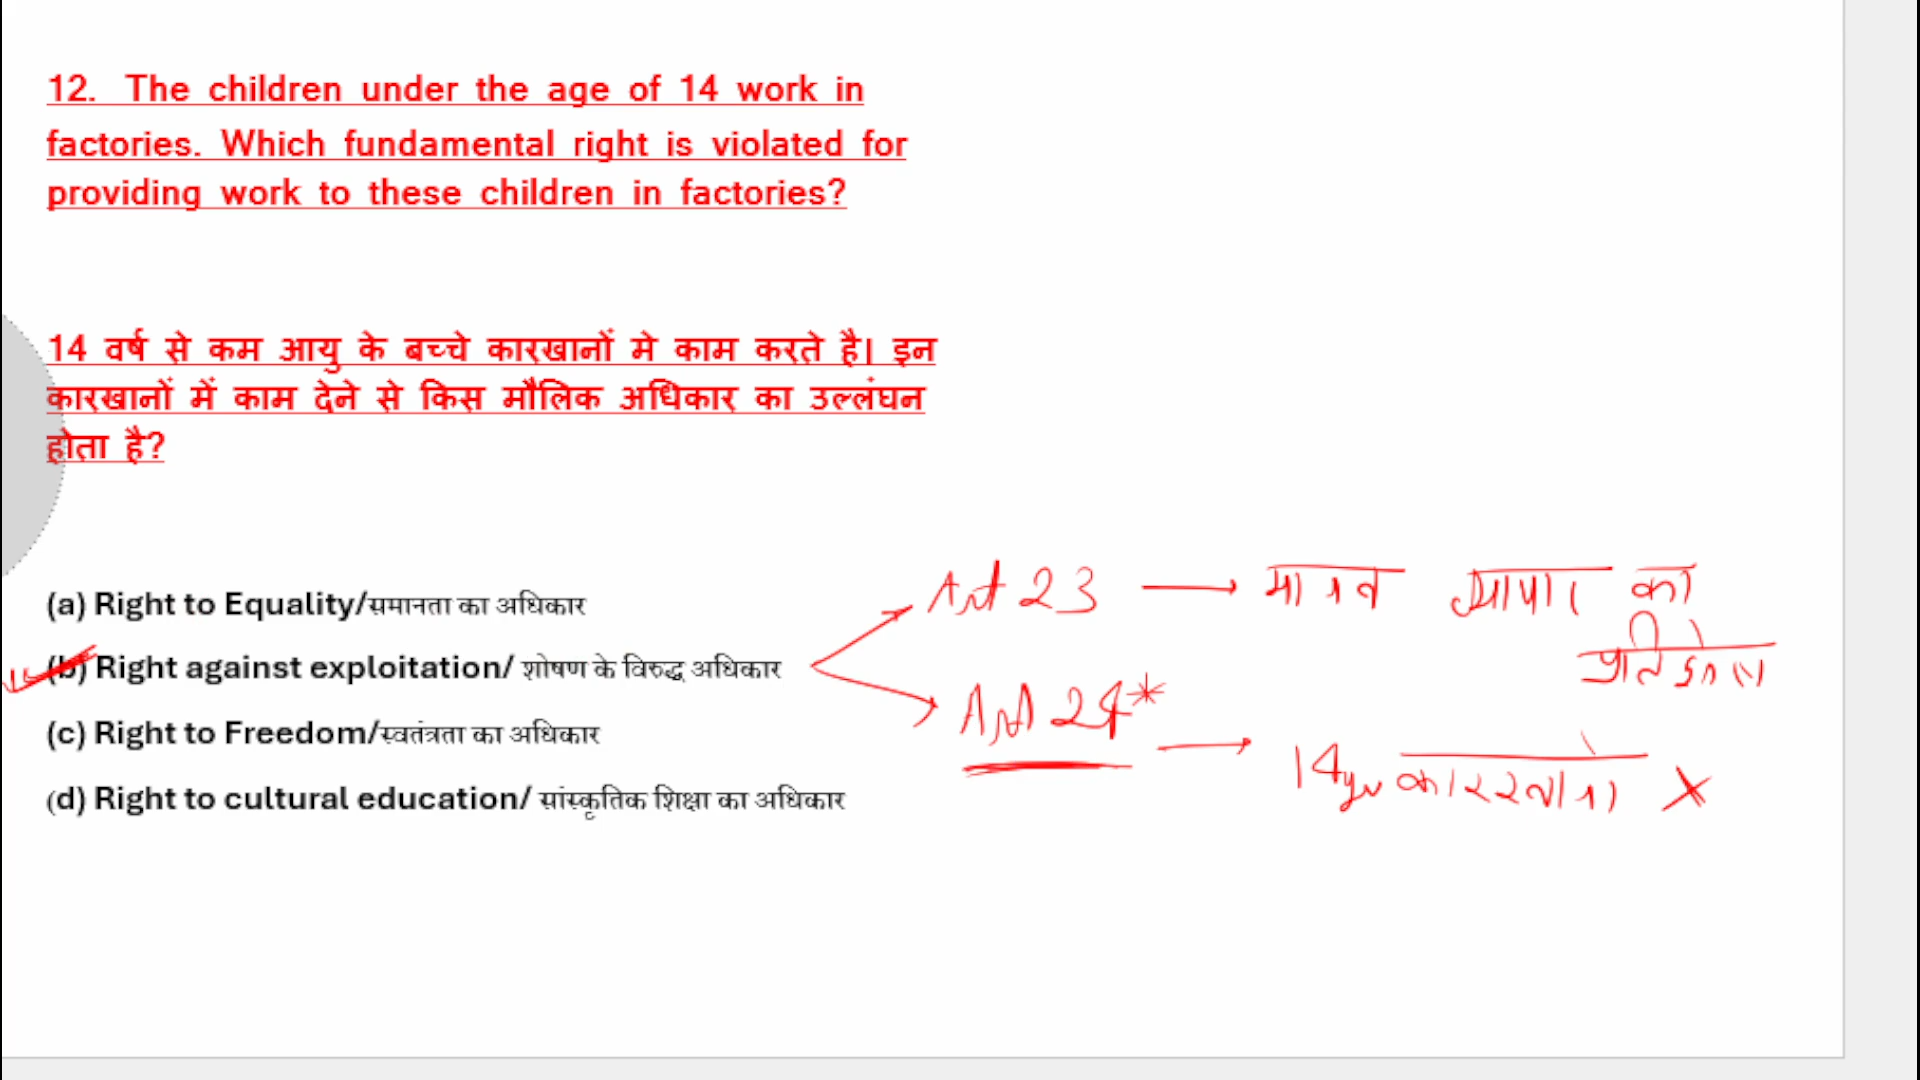 12. The children under the age of 14 work in
factories. Which fundamental right is violated for
providing work to these children in factories?
14 वर्ष से कम आयु के बच्चे कारखानों मे काम करते है। इन
कारखानों में काम देने से किस मौलिक अधिकार का उल्लंघन
होता है?
(a) Right to Equality/समानता का अधिकार
(b) Right against exploitation/ शोषण के विरुद्ध अधिकार
(c) Right to Freedom/स्वतंत्रता का अधिकार
(d) Right to cultural education/ सांस्कृतिक शिक्षा का अधिकार
Art 23 → मानव व्यापार का
Art 24* →
14yr कारखानो ✗